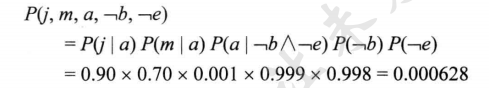 P(j, m, a, ¬b, ¬e)
= P(j | a) P(m | a) P(a | ¬b ∧ ¬e) P(¬b) P(¬e)
= 0.90 × 0.70 × 0.001 × 0.999 × 0.998 = 0.000628